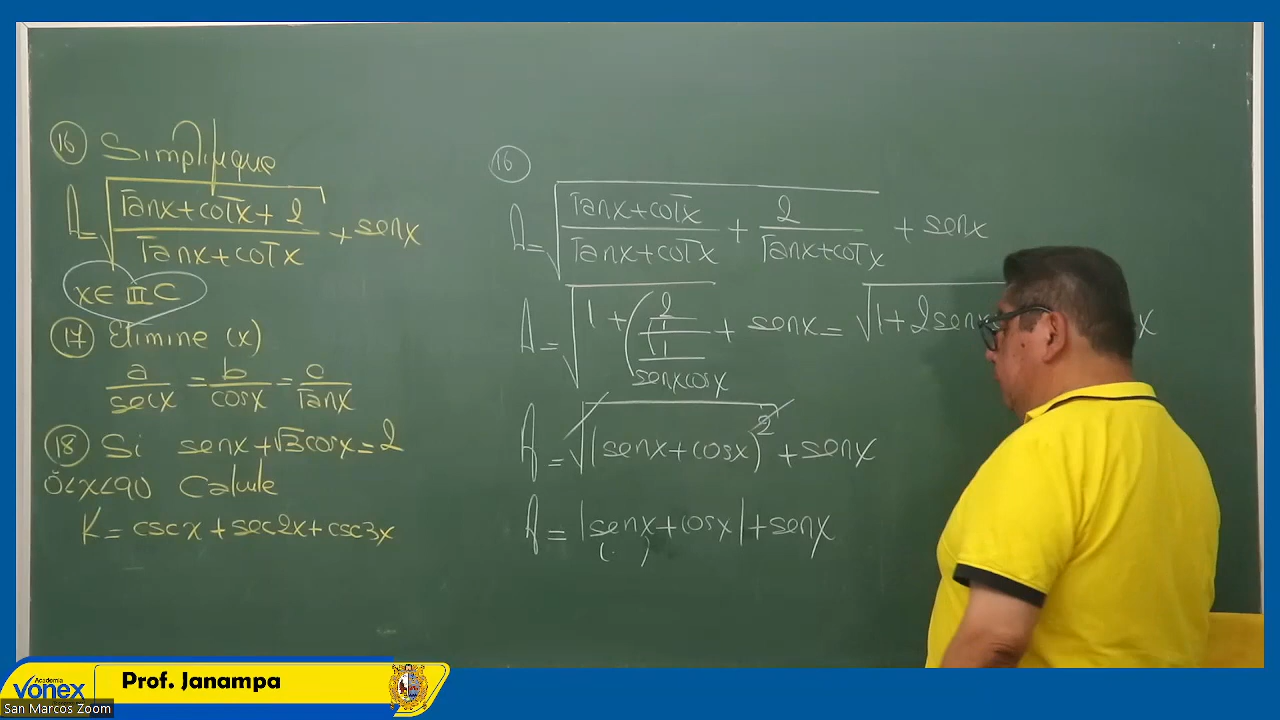 16 Simplifique
A = √((Tanx + coTx + 2)/(Tanx + coTx)) + senx
x ∈ III C
17 Elimine (x)
a/secx = b/cosx = c/Tanx
18 Si senx + √3 cosx = 2
0° < x < 90 Calcule
K = cscx + sec2x + csc3x
16
A = √((Tanx + coTx)/(Tanx + coTx) + 2/(Tanx + coTx)) + senx
A = √(1 + (2/(1/(senxcosx)))) + senx = √(1 + 2senx x
A = √((senx + cosx)²) + senx
A = |senx + cosx| + senx
Academia
vonex
Prof. Janampa
San Marcos Zoom